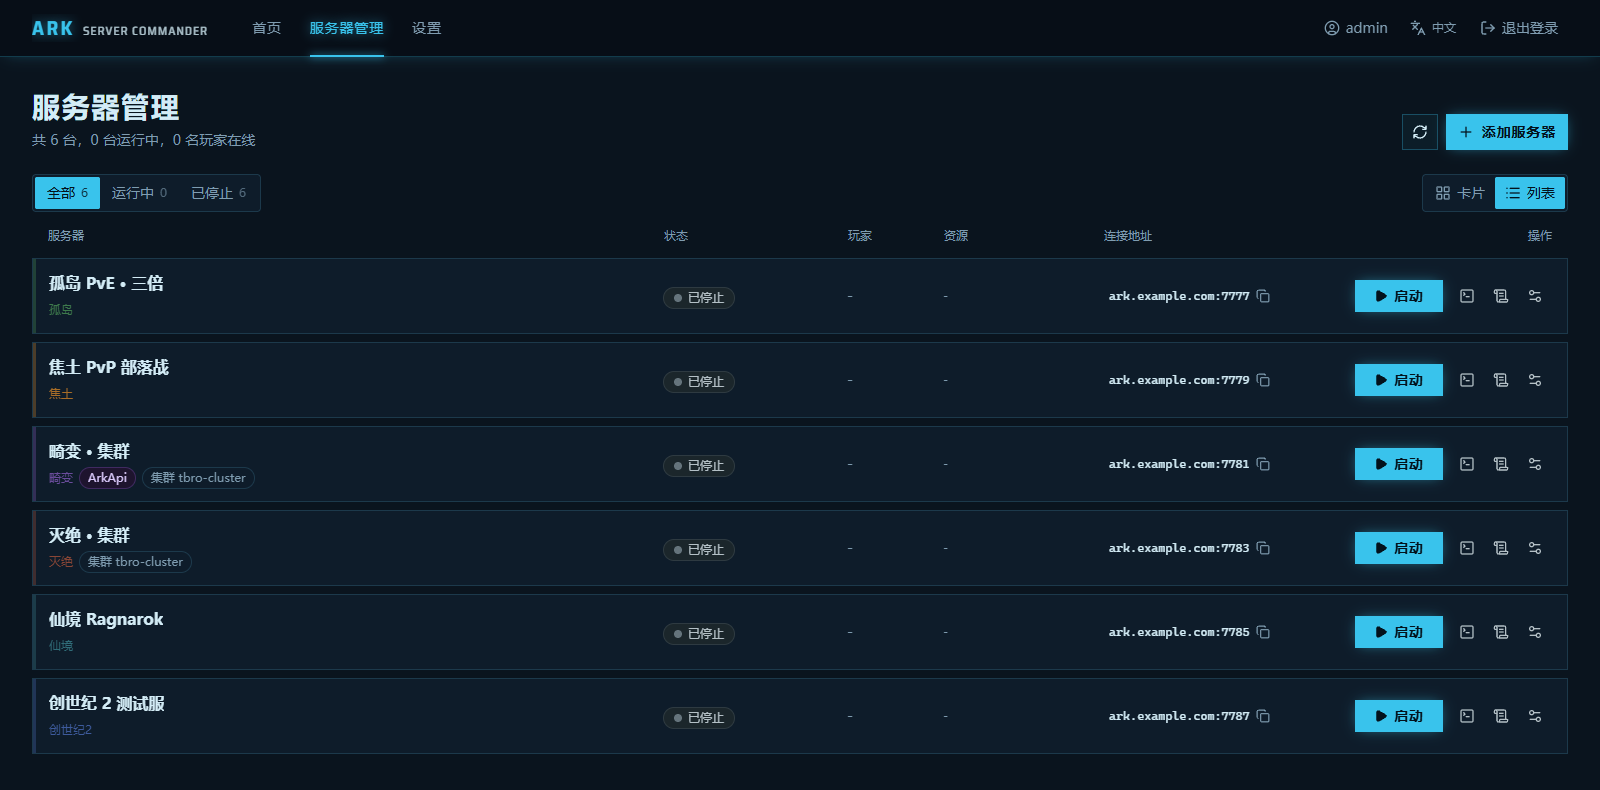 ARK SERVER COMMANDER 首页 服务器管理 设置 admin 中文 退出登录
服务器管理
共 6 台，0 台运行中，0 名玩家在线
添加服务器
全部 6 运行中 0 已停止 6 卡片 列表
服务器 状态 玩家 资源 连接地址 操作
孤岛 PvE • 三倍
孤岛
已停止 - - ark.example.com:7777 启动
焦土 PvP 部落战
焦土
已停止 - - ark.example.com:7779 启动
畸变 • 集群
畸变 ArkApi 集群 tbro-cluster
已停止 - - ark.example.com:7781 启动
灭绝 • 集群
灭绝 集群 tbro-cluster
已停止 - - ark.example.com:7783 启动
仙境 Ragnarok
仙境
已停止 - - ark.example.com:7785 启动
创世纪 2 测试服
创世纪2
已停止 - - ark.example.com:7787 启动